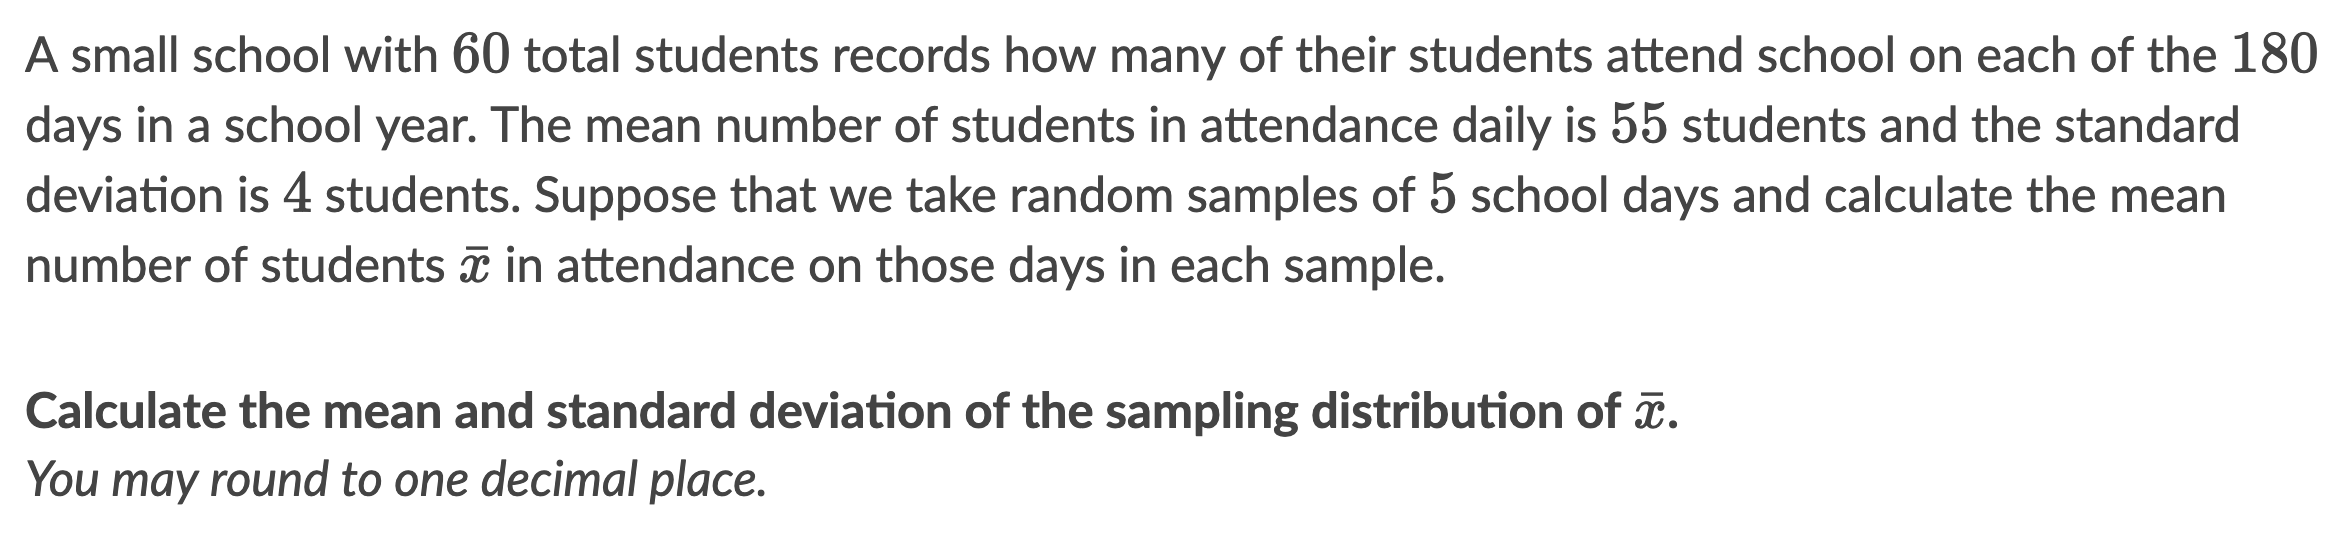 A small school with 60 total students records how many of their students attend school on each of the 180
days in a school year. The mean number of students in attendance daily is 55 students and the standard
deviation is 4 students. Suppose that we take random samples of 5 school days and calculate the mean
number of students x̄ in attendance on those days in each sample.
Calculate the mean and standard deviation of the sampling distribution of x̄.
You may round to one decimal place.